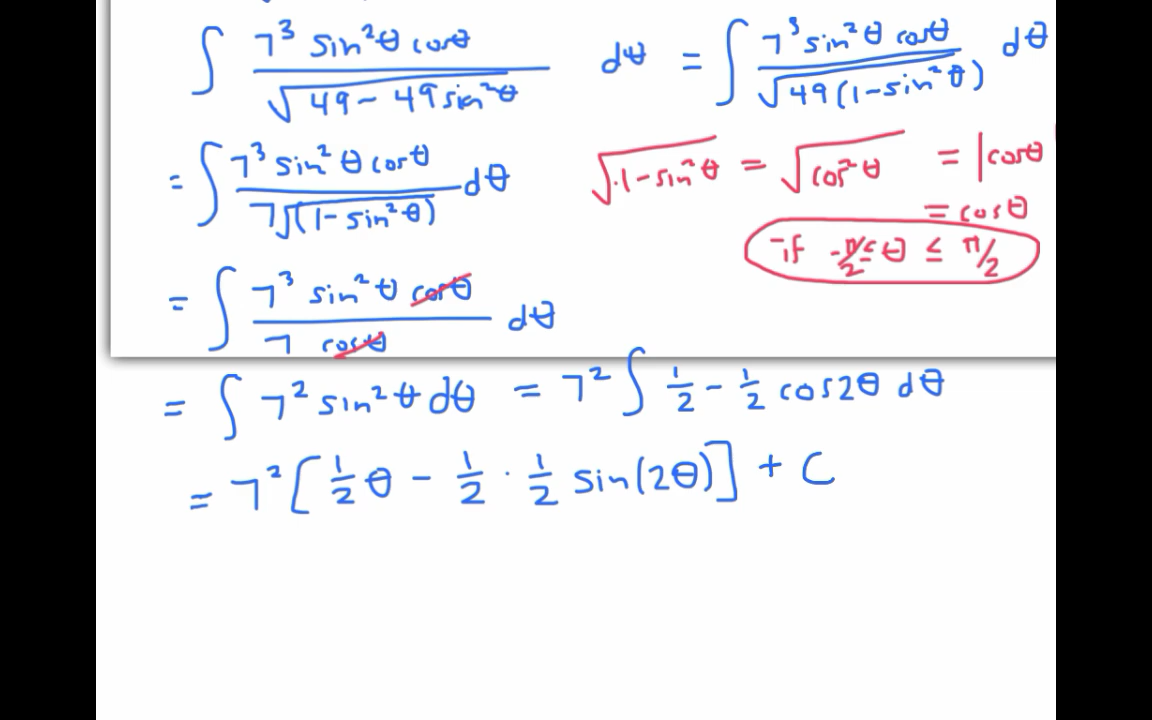 ∫ 7³ sin²θ cosθ / √(49 − 49 sin²θ) dθ = ∫ 7³ sin²θ cosθ / √(49(1−sin²θ)) dθ
= ∫ 7³ sin²θ cosθ / 7√((1−sin²θ)) dθ
√(1−sin²θ) = √(cos²θ) = |cosθ
= cosθ
if -π/2 ≤ θ ≤ π/2
= ∫ 7³ sin²θ cosθ / 7 cosθ dθ
= ∫ 7² sin²θ dθ = 7² ∫ 1/2 − 1/2 cos2θ dθ
= 7² [1/2 θ − 1/2 · 1/2 sin(2θ)] + C